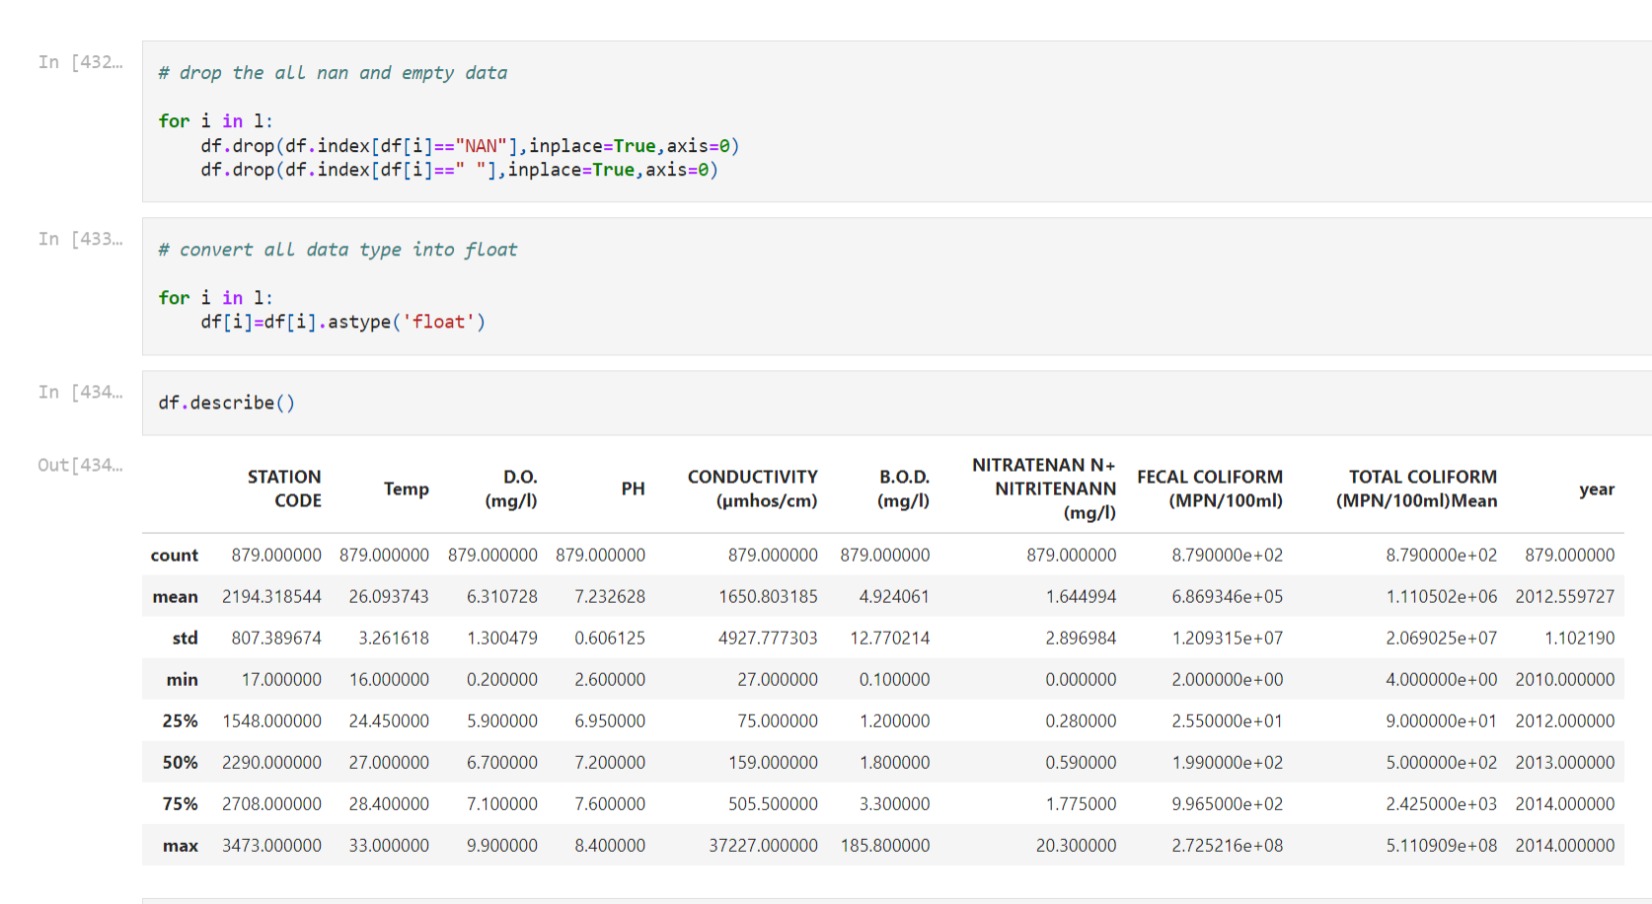 In [432…
# drop the all nan and empty data
for i in l:
    df.drop(df.index[df[i]=="NAN"],inplace=True,axis=0)
    df.drop(df.index[df[i]==" "],inplace=True,axis=0)
In [433…
# convert all data type into float
for i in l:
    df[i]=df[i].astype('float')
In [434…
df.describe()
Out[434…
STATION CODE Temp D.O. (mg/l) PH CONDUCTIVITY (µmhos/cm) B.O.D. (mg/l) NITRATENAN N+ NITRITENANN (mg/l) FECAL COLIFORM (MPN/100ml) TOTAL COLIFORM (MPN/100ml)Mean year
count 879.000000 879.000000 879.000000 879.000000 879.000000 879.000000 879.000000 8.790000e+02 8.790000e+02 879.000000
mean 2194.318544 26.093743 6.310728 7.232628 1650.803185 4.924061 1.644994 6.869346e+05 1.110502e+06 2012.559727
std 807.389674 3.261618 1.300479 0.606125 4927.777303 12.770214 2.896984 1.209315e+07 2.069025e+07 1.102190
min 17.000000 16.000000 0.200000 2.600000 27.000000 0.100000 0.000000 2.000000e+00 4.000000e+00 2010.000000
25% 1548.000000 24.450000 5.900000 6.950000 75.000000 1.200000 0.280000 2.550000e+01 9.000000e+01 2012.000000
50% 2290.000000 27.000000 6.700000 7.200000 159.000000 1.800000 0.590000 1.990000e+02 5.000000e+02 2013.000000
75% 2708.000000 28.400000 7.100000 7.600000 505.500000 3.300000 1.775000 9.965000e+02 2.425000e+03 2014.000000
max 3473.000000 33.000000 9.900000 8.400000 37227.000000 185.800000 20.300000 2.725216e+08 5.110909e+08 2014.000000